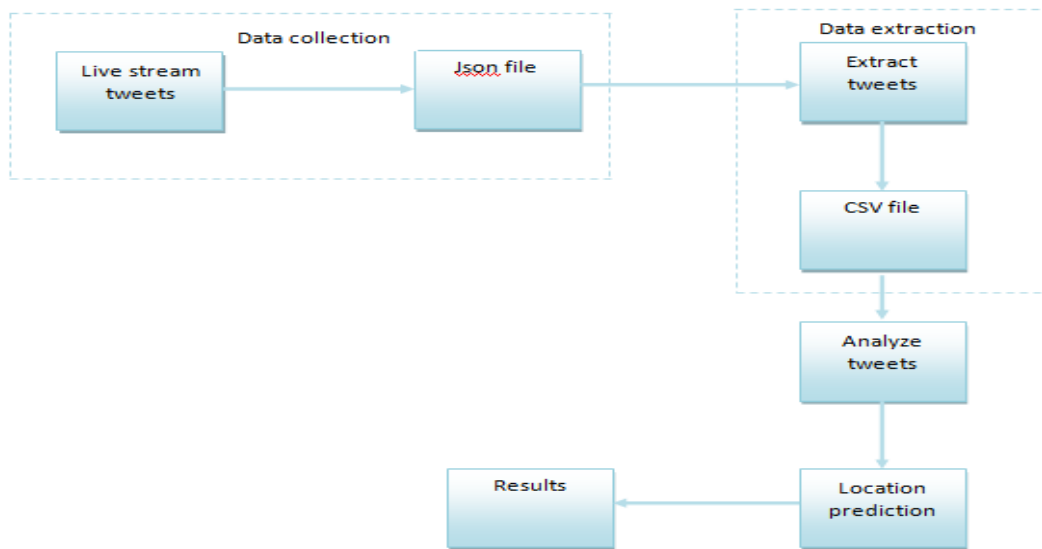 Data collection
Live stream
tweets
Json file
Data extraction
Extract
tweets
CSV file
Analyze
tweets
Location
prediction
Results